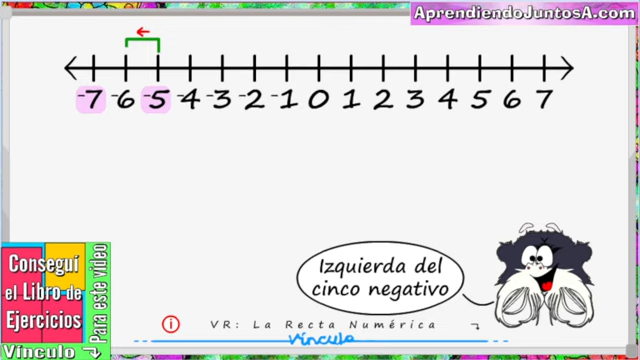 AprendiendoJuntosA.com
-7 -6 -5 -4 -3 -2 -1 0 1 2 3 4 5 6 7
Izquierda del
cinco negativo
Conseguí
el Libro de
Ejercicios
Para este video
Vínculo
VR: La Recta Numérica
vínculo